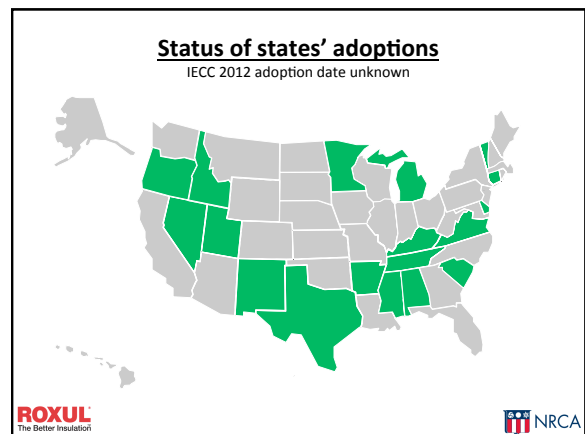 Status of states’ adoptions
IECC 2012 adoption date unknown
ROXUL®
The Better Insulation®
NRCA